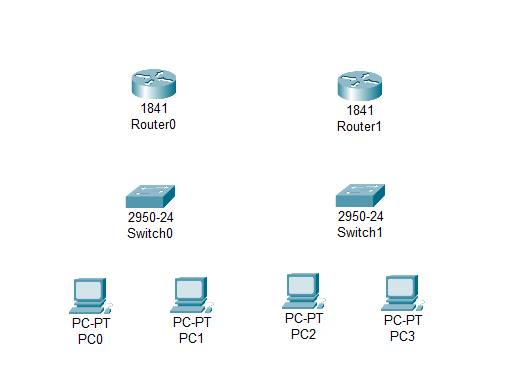 1841
Router0
1841
Router1
2950-24
Switch0
2950-24
Switch1
PC-PT
PC0
PC-PT
PC1
PC-PT
PC2
PC-PT
PC3